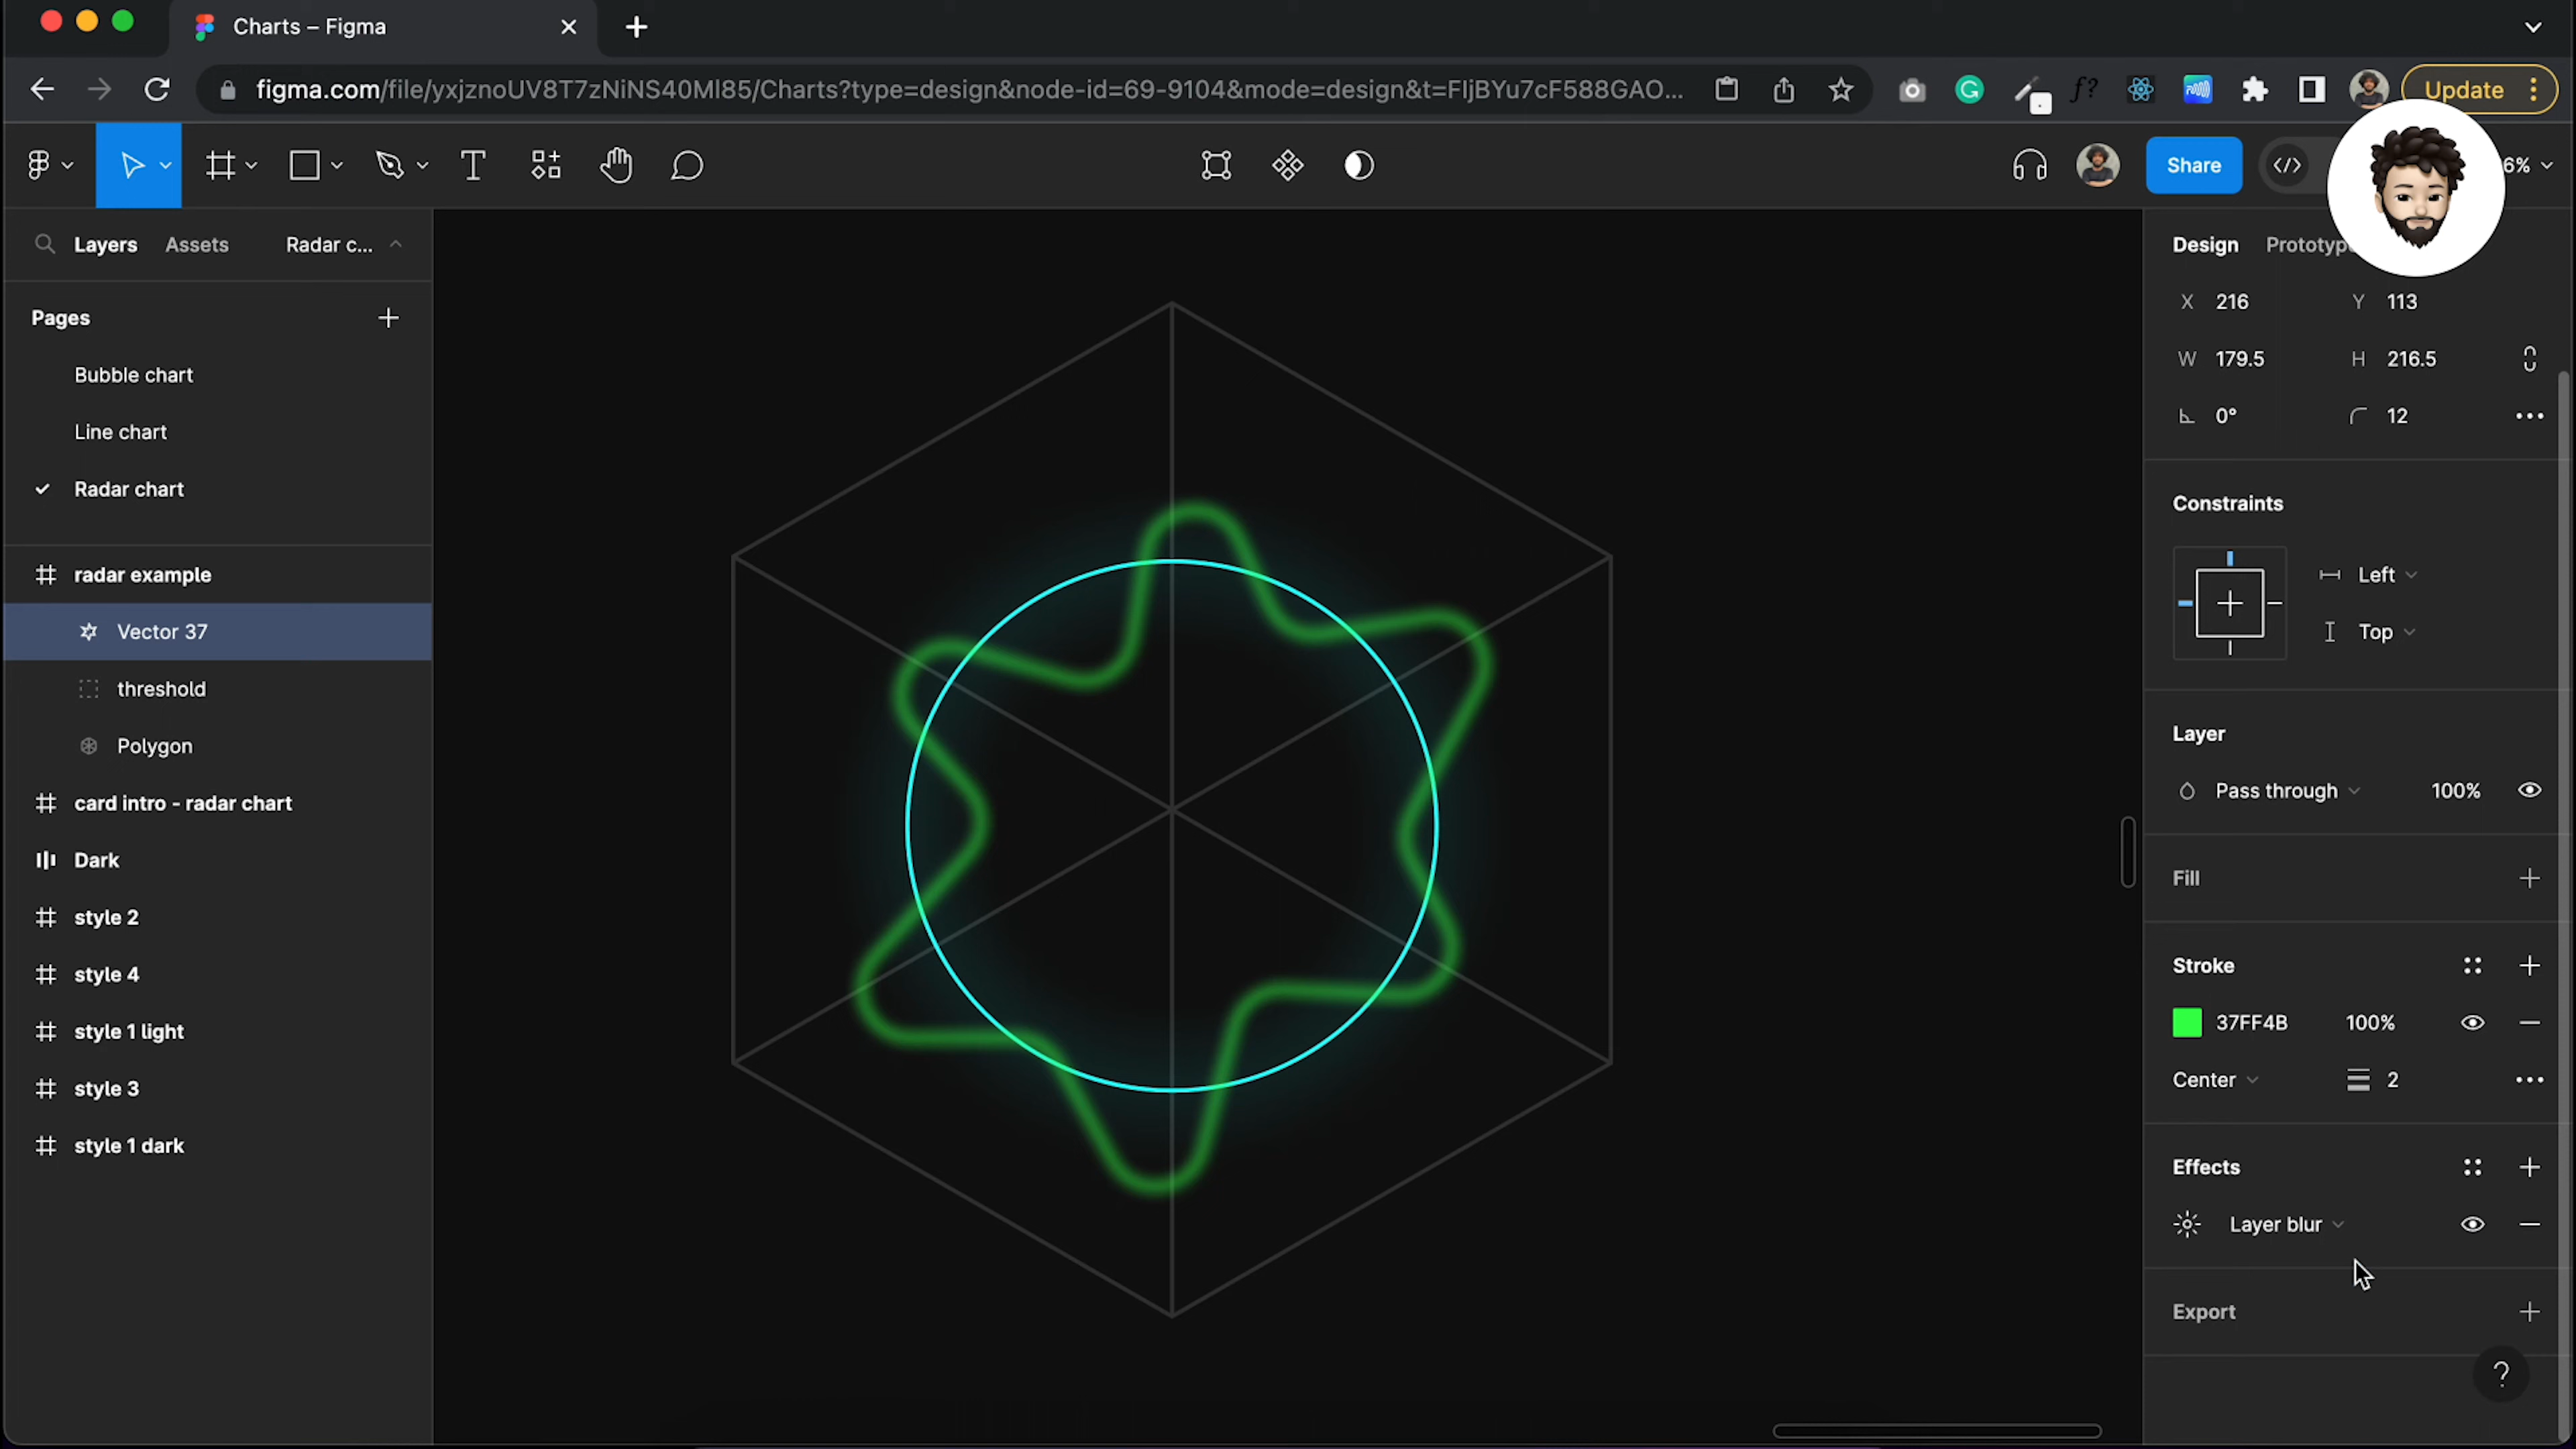 Charts – Figma
figma.com/file/yxjznoUV8T7zNiNS40Ml85/Charts?type=design&node-id=69-9104&mode=design&t=FIjBYu7cF588GAO...
Update
Share
6%
Layers Assets Radar c...
Pages
Bubble chart
Line chart
Radar chart
radar example
Vector 37
threshold
Polygon
card intro - radar chart
Dark
style 2
style 4
style 1 light
style 3
style 1 dark
Design Prototype
X 216 Y 113
W 179.5 H 216.5
0° 12
Constraints
Left
Top
Layer
Pass through 100%
Fill
Stroke
37FF4B 100%
Center 2
Effects
Layer blur
Export
?